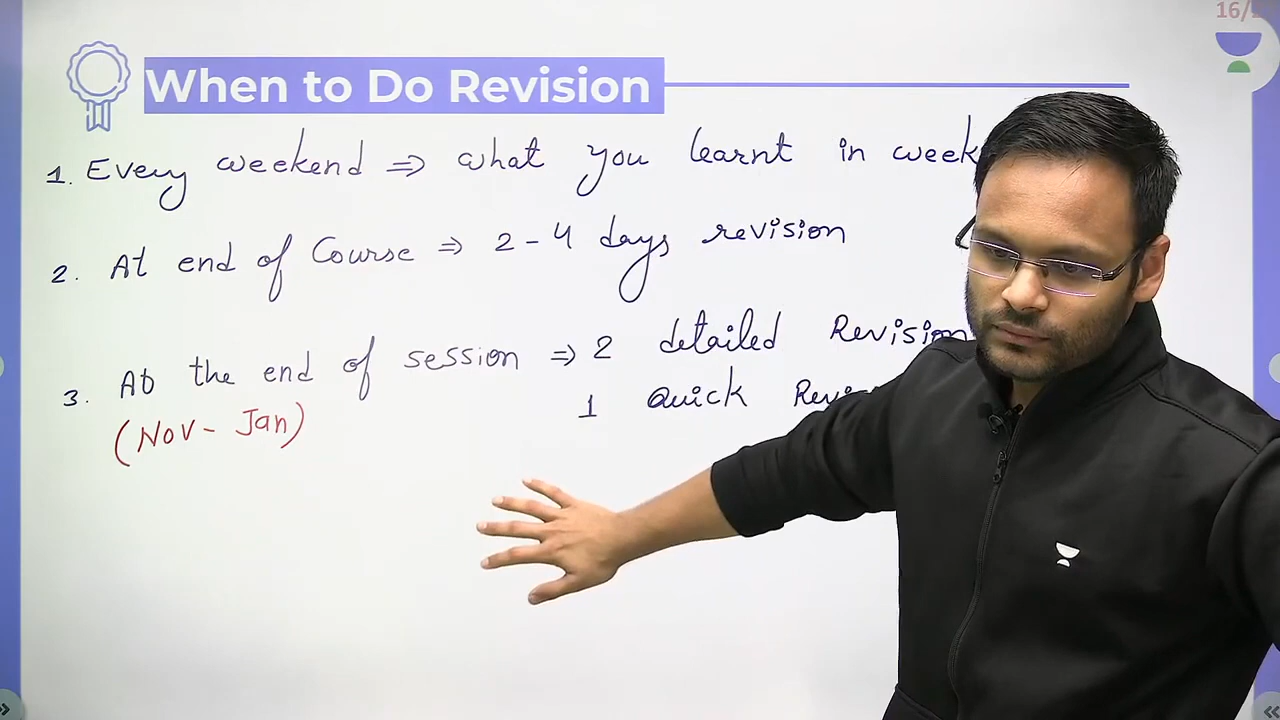 16/
When to Do Revision
1. Every weekend ⇒ what you learnt in week
2. At end of Course ⇒ 2-4 days revision
3. At the end of session ⇒ 2 detailed Revision
(Nov - Jan) 1 Quick